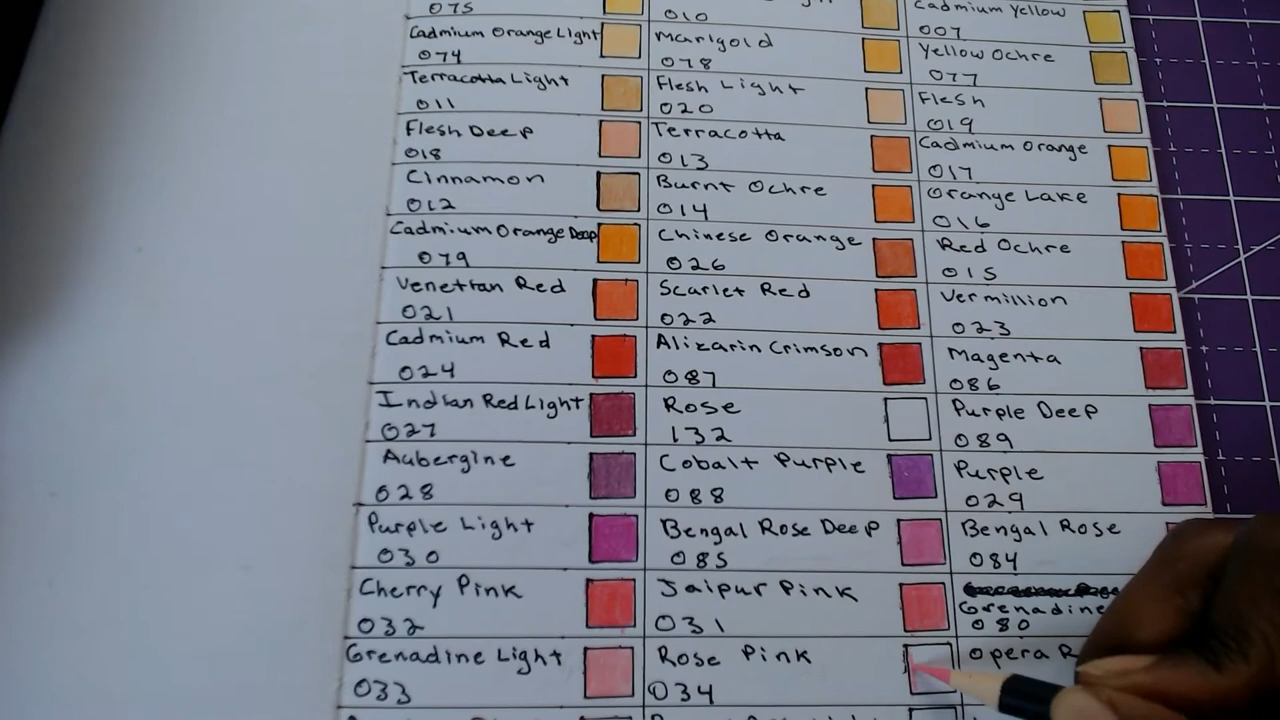 075
010
Cadmium Yellow
007
Cadmium Orange Light
074
Marigold
078
Yellow Ochre
077
Terracotta Light
011
Flesh Light
020
Flesh
019
Flesh Deep
018
Terracotta
013
Cadmium Orange
017
Cinnamon
012
Burnt Ochre
014
Orange Lake
016
Cadmium Orange Deep
079
Chinese Orange
026
Red Ochre
015
Venettan Red
021
Scarlet Red
022
Vermillion
023
Cadmium Red
024
Alizarin Crimson
087
Magenta
086
Indian Red Light
027
Rose
132
Purple Deep
089
Aubergine
028
Cobalt Purple
088
Purple
029
Purple Light
030
Bengal Rose Deep
085
Bengal Rose
084
Cherry Pink
032
Jaipur Pink
031
Grenadine
080
Grenadine Light
033
Rose Pink
034
Opera R